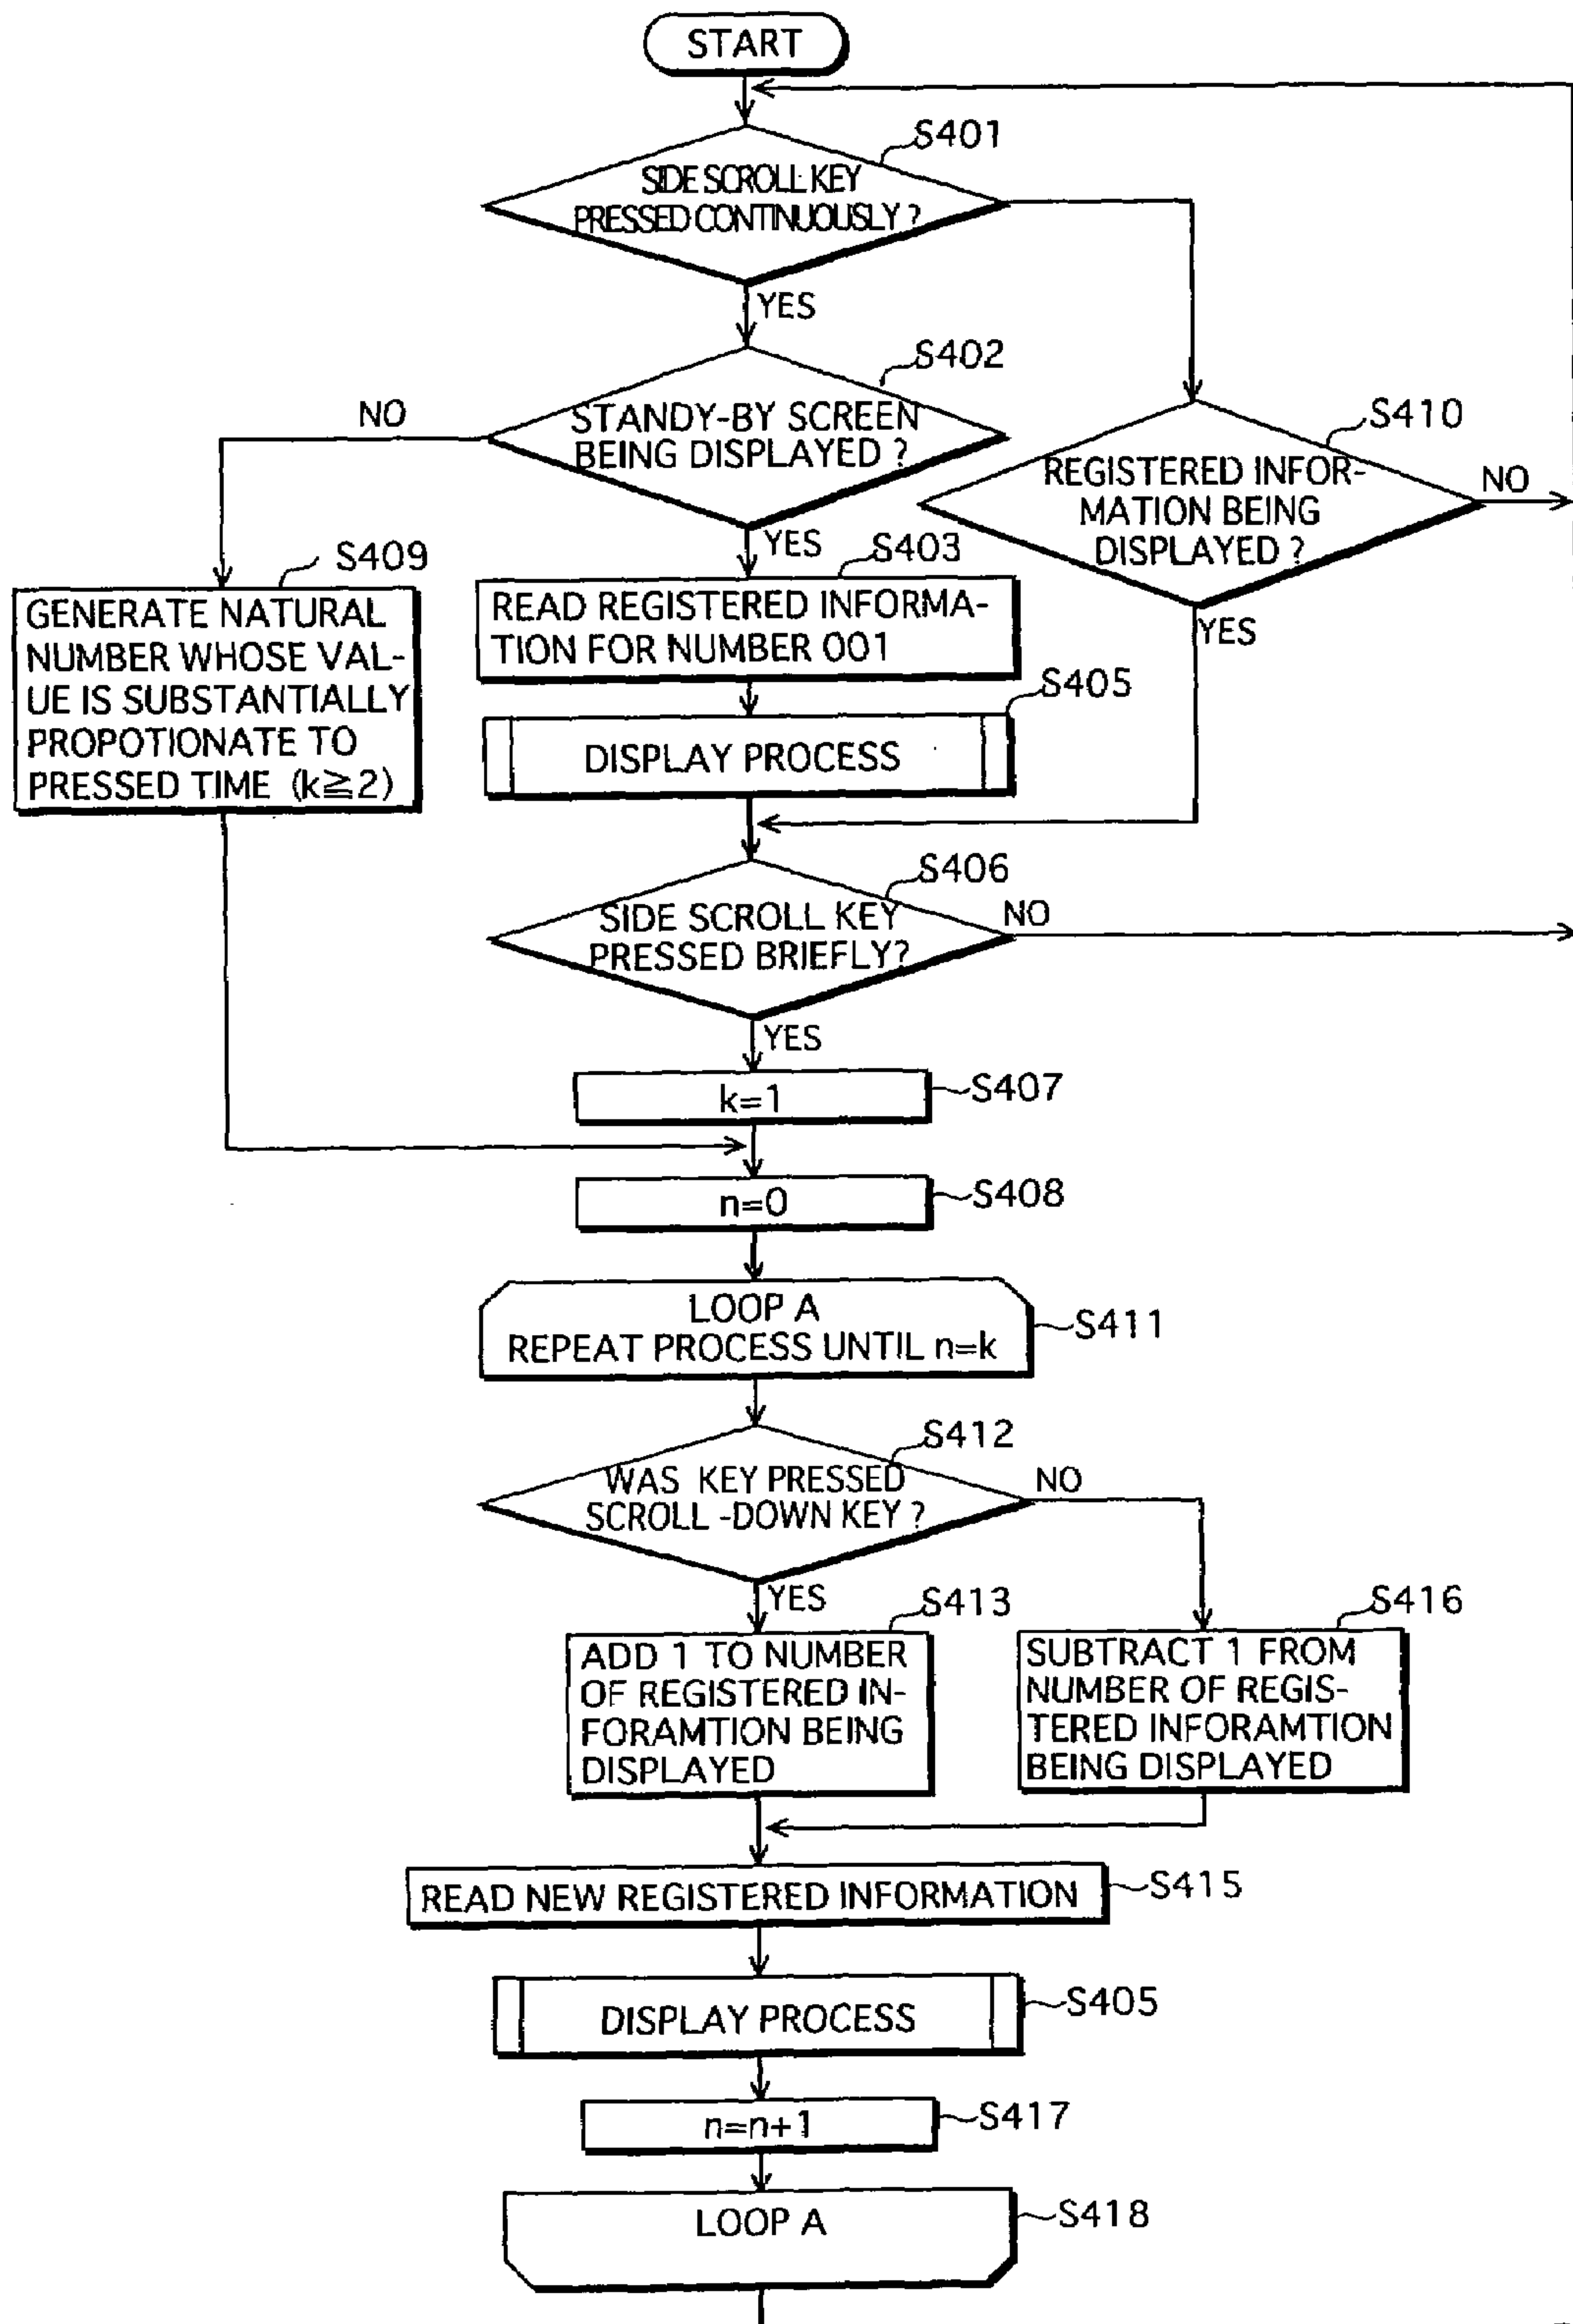 START
S401
SIDE SCROLL KEY
PRESSED CONTINUOUSLY ?
YES
S402
STANDY-BY SCREEN
BEING DISPLAYED ?
NO
YES
S410
REGISTERED INFOR-
MATION BEING
DISPLAYED ?
NO
YES
S409
GENERATE NATURAL
NUMBER WHOSE VAL-
UE IS SUBSTANTIALLY
PROPOTIONATE TO
PRESSED TIME (k≧2)
S403
READ REGISTERED INFORMA-
TION FOR NUMBER 001
S405
DISPLAY PROCESS
S406
SIDE SCROLL KEY
PRESSED BRIEFLY?
NO
YES
k=1
S407
n=0
S408
LOOP A
REPEAT PROCESS UNTIL n=k
S411
S412
WAS KEY PRESSED
SCROLL -DOWN KEY ?
NO
YES
S413
ADD 1 TO NUMBER
OF REGISTERED IN-
FORAMTION BEING
DISPLAYED
S416
SUBTRACT 1 FROM
NUMBER OF REGIS-
TERED INFORAMTION
BEING DISPLAYED
READ NEW REGISTERED INFORMATION
S415
DISPLAY PROCESS
S405
n=n+1
S417
LOOP A
S418